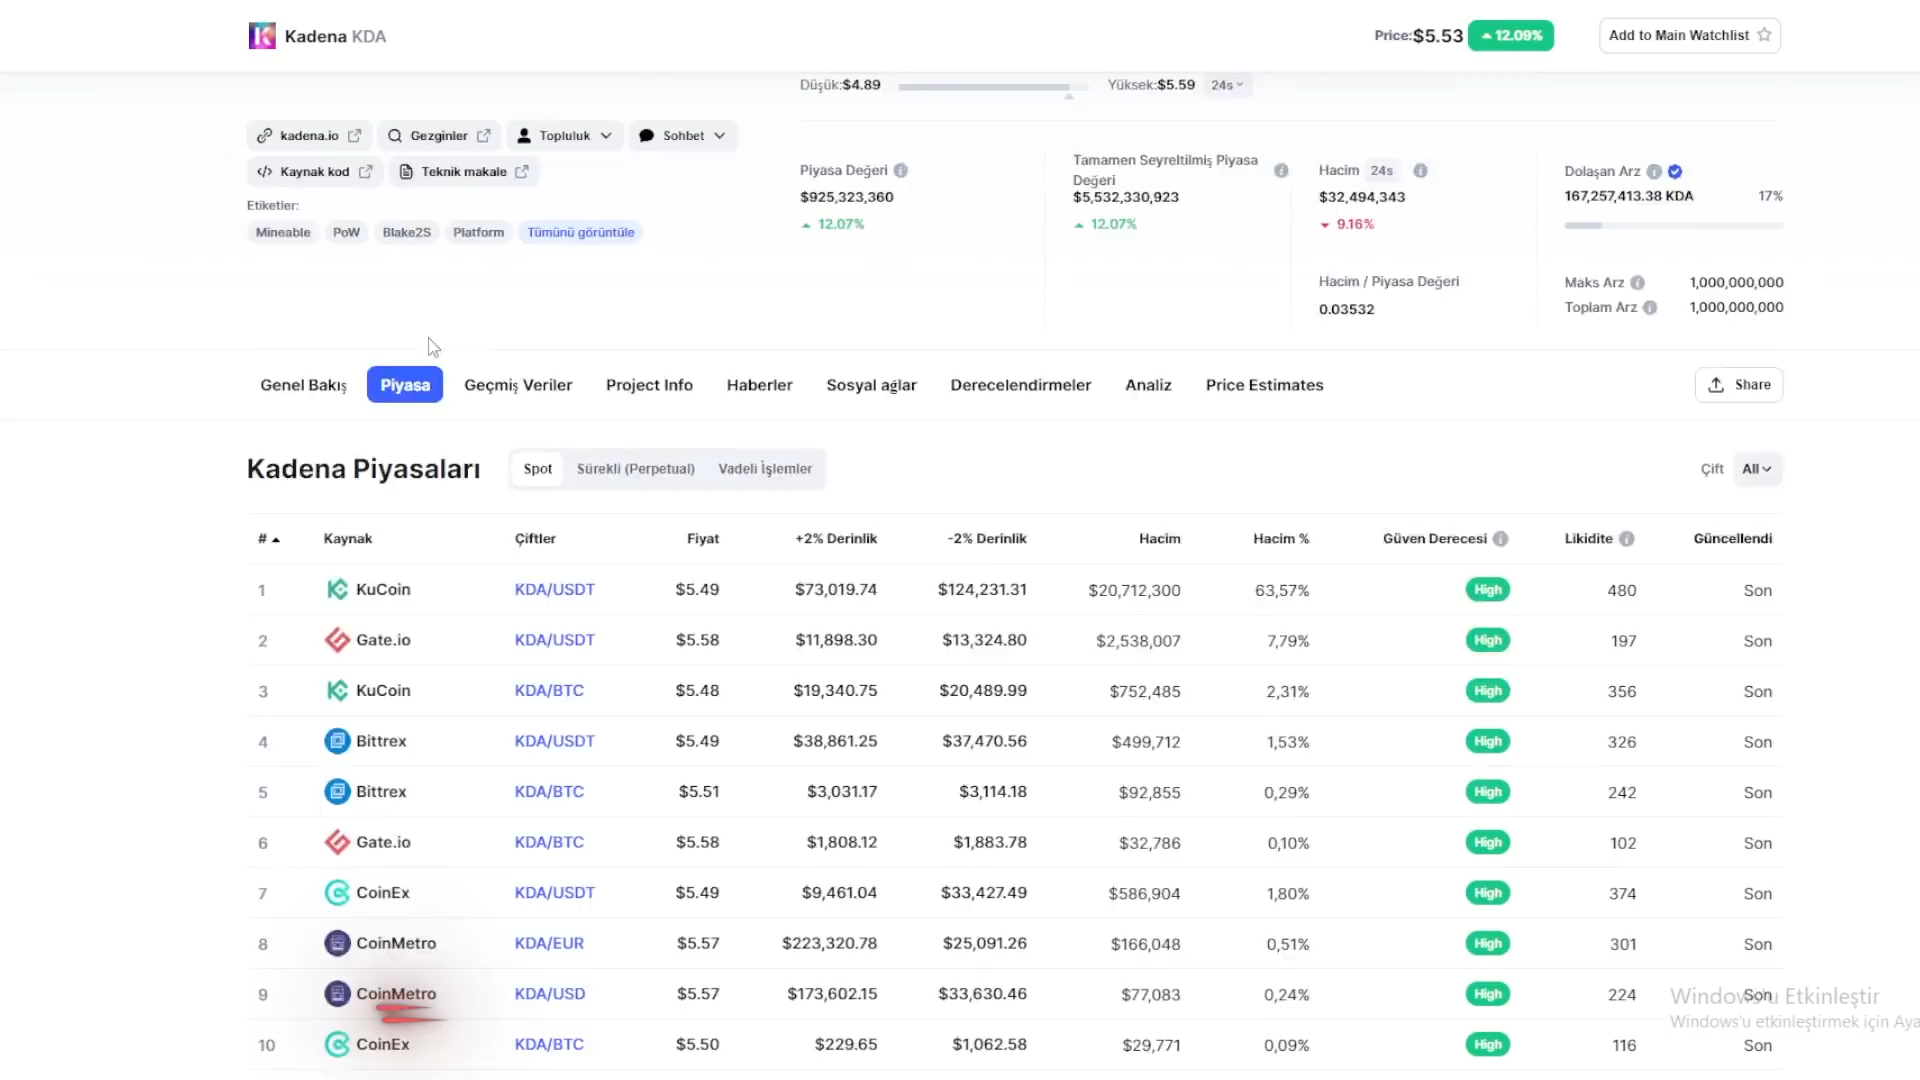 Kadena KDA
Price:$5.53 12.09%
Add to Main Watchlist
Düşük:$4.89 Yüksek:$5.59 24s
kadena.io Gezginler Topluluk Sohbet
Kaynak kod Teknik makale
Etiketler:
Mineable PoW Blake2S Platform Tümünü görüntüle
Piyasa Değeri
$925,323,360
12.07%
Tamamen Seyreltilmiş Piyasa
Değeri
$5,532,330,923
12.07%
Hacim 24s
$32,494,343
9.16%
Hacim / Piyasa Değeri
0.03532
Dolaşan Arz
167,257,413.38 KDA 17%
Maks Arz 1,000,000,000
Toplam Arz 1,000,000,000
Genel Bakış Piyasa Geçmiş Veriler Project Info Haberler Sosyal ağlar Derecelendirmeler Analiz Price Estimates Share
Kadena Piyasaları Spot Sürekli (Perpetual) Vadeli İşlemler Çift All
# Kaynak Çiftler Fiyat +2% Derinlik -2% Derinlik Hacim Hacim % Güven Derecesi Likidite Güncellendi
1 KuCoin KDA/USDT $5.49 $73,019.74 $124,231.31 $20,712,300 63,57% High 480 Son
2 Gate.io KDA/USDT $5.58 $11,898.30 $13,324.80 $2,538,007 7,79% High 197 Son
3 KuCoin KDA/BTC $5.48 $19,340.75 $20,489.99 $752,485 2,31% High 356 Son
4 Bittrex KDA/USDT $5.49 $38,861.25 $37,470.56 $499,712 1,53% High 326 Son
5 Bittrex KDA/BTC $5.51 $3,031.17 $3,114.18 $92,855 0,29% High 242 Son
6 Gate.io KDA/BTC $5.58 $1,808.12 $1,883.78 $32,786 0,10% High 102 Son
7 CoinEx KDA/USDT $5.49 $9,461.04 $33,427.49 $586,904 1,80% High 374 Son
8 CoinMetro KDA/EUR $5.57 $223,320.78 $25,091.26 $166,048 0,51% High 301 Son
9 CoinMetro KDA/USD $5.57 $173,602.15 $33,630.46 $77,083 0,24% High 224 Son
Windows'u Etkinleştir
Windows'u etkinleştirmek için Aya
10 CoinEx KDA/BTC $5.50 $229.65 $1,062.58 $29,771 0,09% High 116 Son